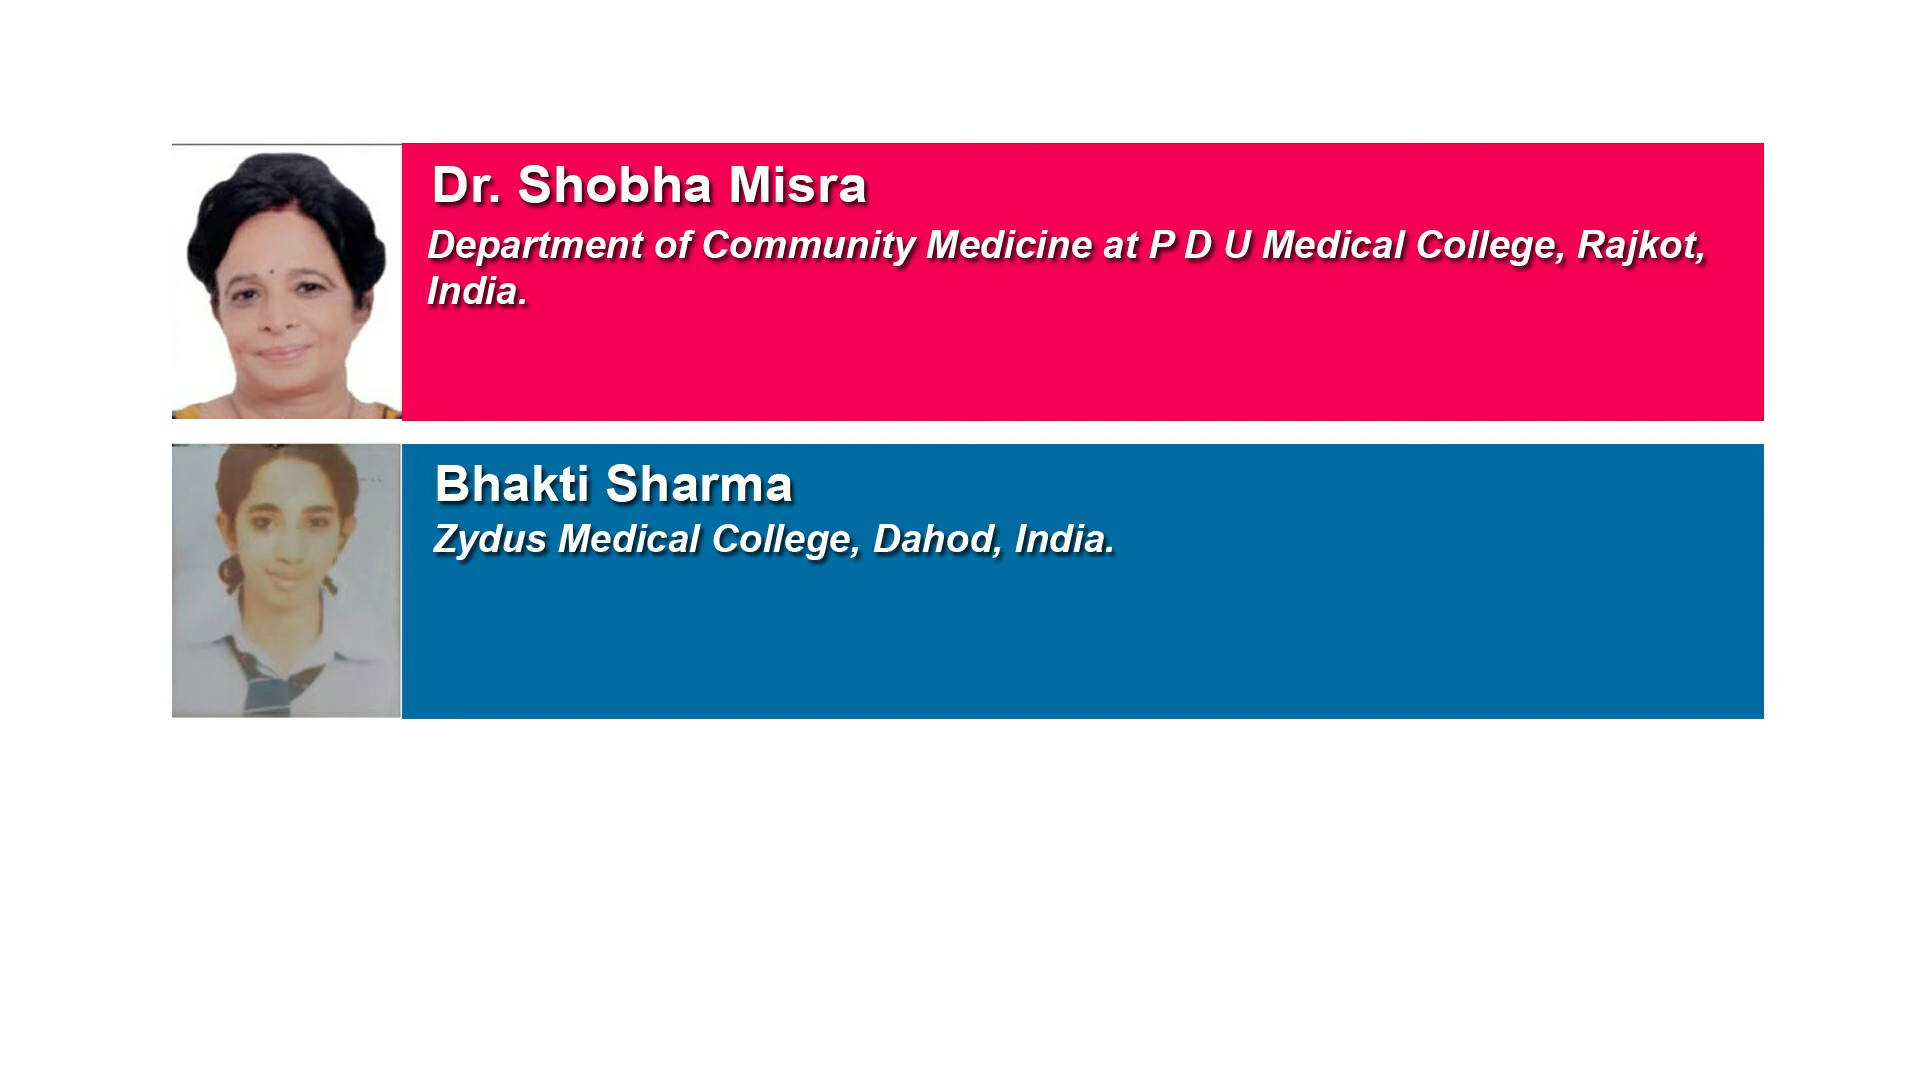 Dr. Shobha Misra
Department of Community Medicine at P D U Medical College, Rajkot,
India.
Bhakti Sharma
Zydus Medical College, Dahod, India.